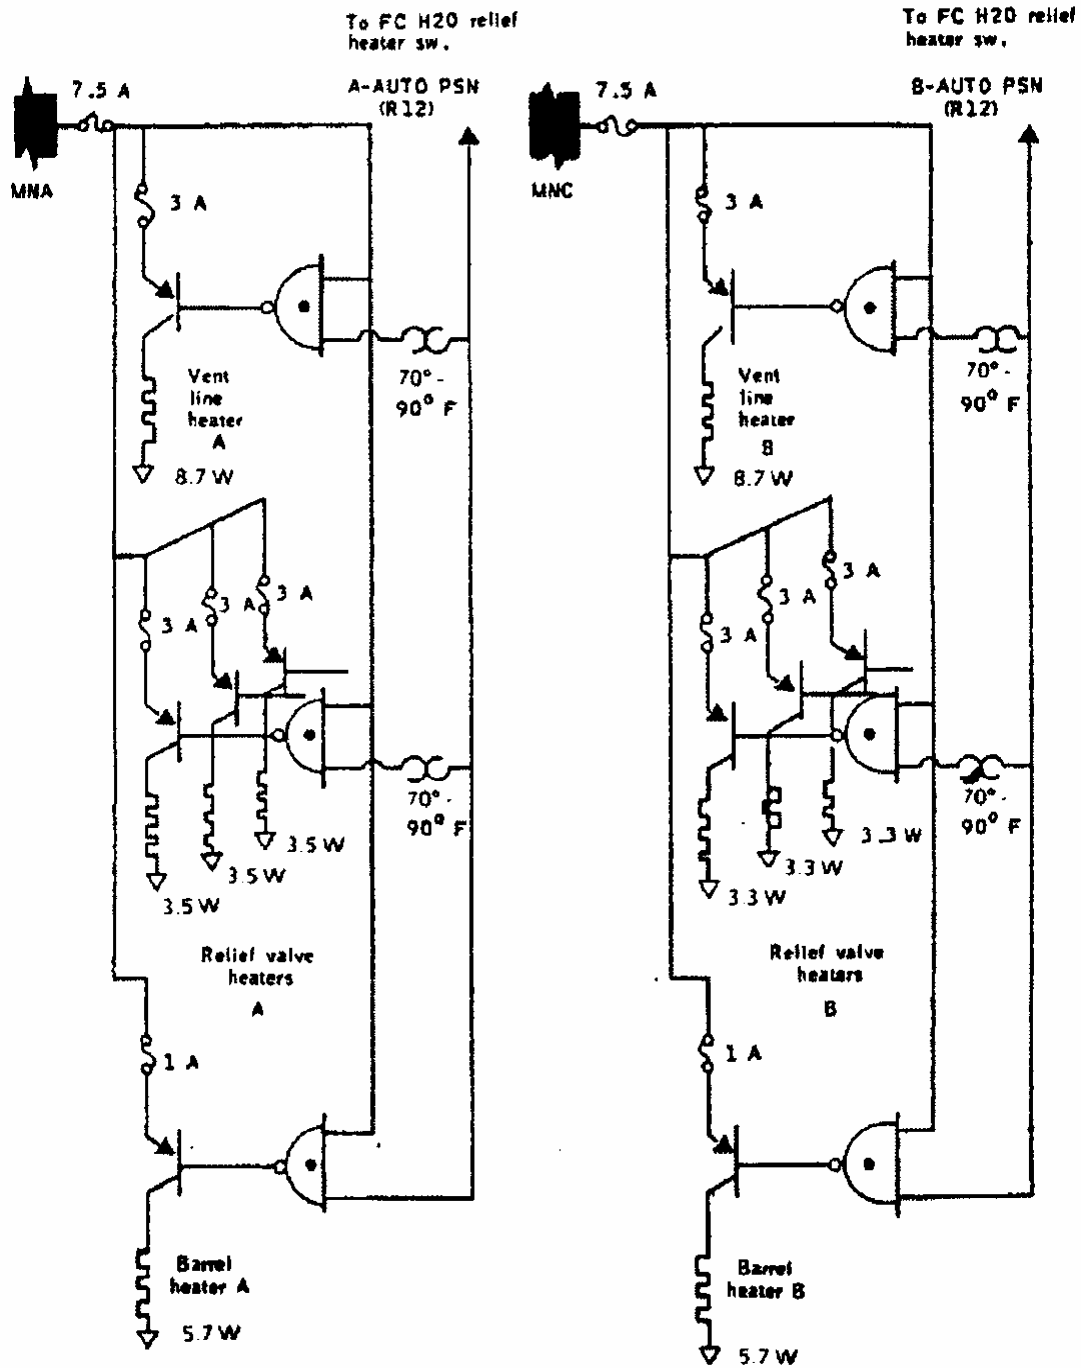 To FC H20 relief
heater sw.
A-AUTO PSN
(R12)
7.5 A
MNA
3 A
Vent
line
heater
A
8.7 W
70° -
90° F
3 A
3 A
3 A
3.5 W
3.5 W
3.5 W
70° -
90° F
Relief valve
heaters
A
1 A
Barrel
heater A
5.7 W
To FC H20 relief
heater sw.
B-AUTO PSN
(R12)
7.5 A
MNC
3 A
Vent
line
heater
B
8.7 W
70° -
90° F
3 A
3 A
3 A
3.3 W
3.3 W
3.3 W
70° -
90° F
Relief valve
heaters
B
1 A
Barrel
heater B
5.7 W